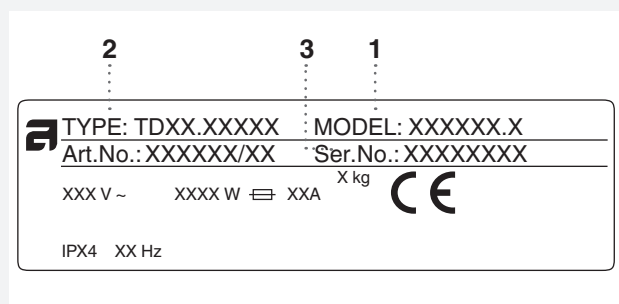 2 3 1
TYPE: TDXX.XXXXX MODEL: XXXXXX.X
Art.No.: XXXXXX/XX Ser.No.: XXXXXXXX
X kg
XXX V ~ XXXX W XXA CE
IPX4 XX Hz